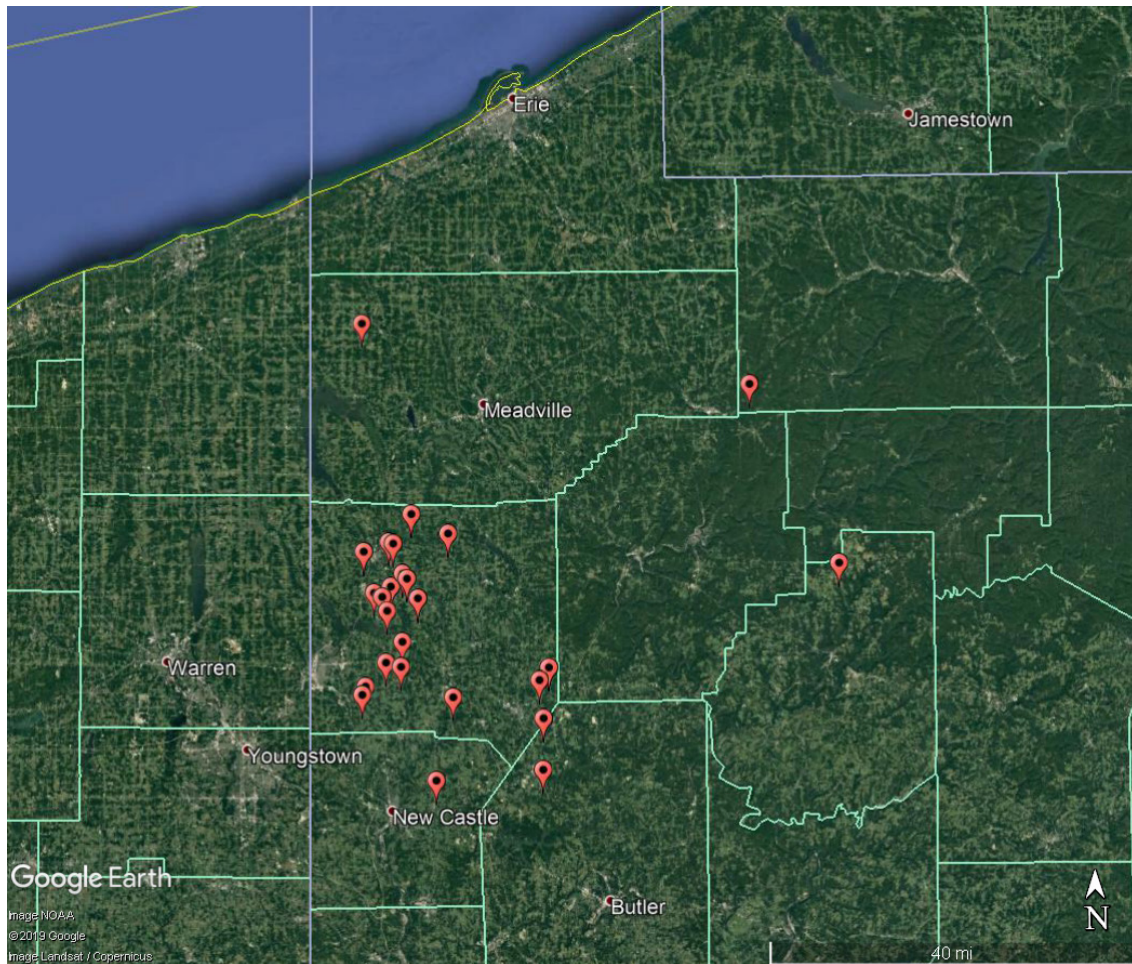 Erie
Jamestown
Meadville
Warren
Youngstown
New Castle
Butler
Google Earth
Image NOAA
©2019 Google
Image Landsat / Copernicus
N
40 mi